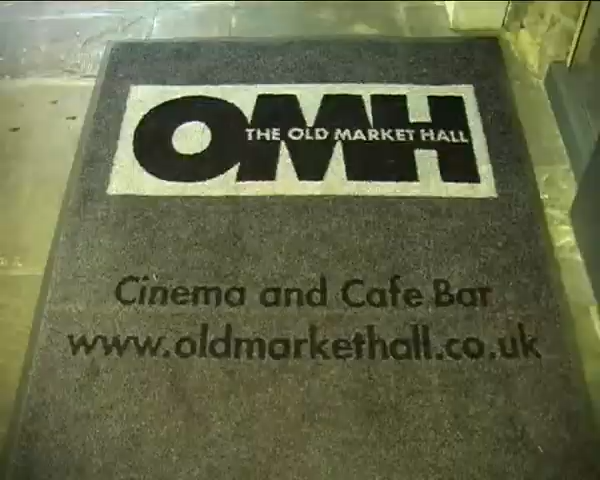 OMH
THE OLD MARKET HALL
Cinema and Cafe Bar
www.oldmarkethall.co.uk